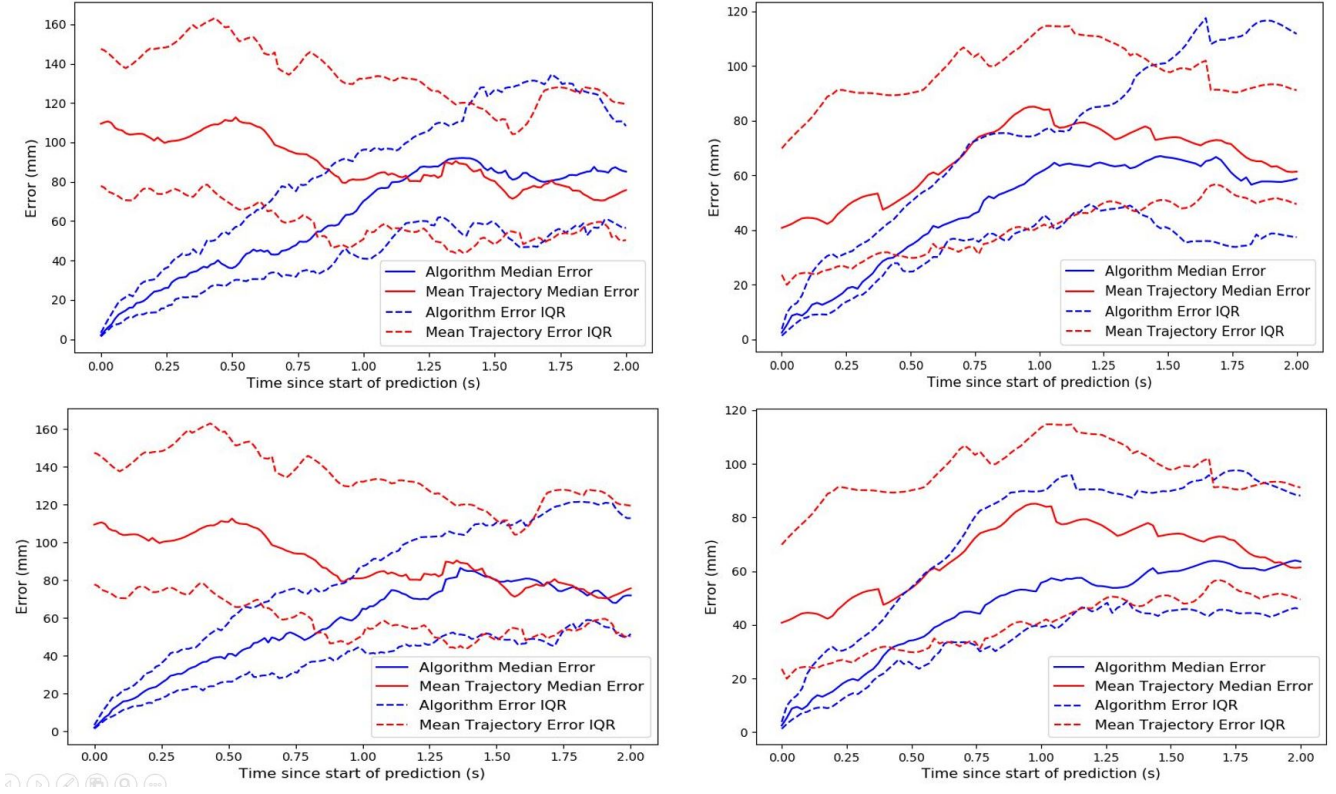 160
140
120
100
80
60
40
20
0
Error (mm)
0.00 0.25 0.50 0.75 1.00 1.25 1.50 1.75 2.00
Time since start of prediction (s)
Algorithm Median Error
Mean Trajectory Median Error
Algorithm Error IQR
Mean Trajectory Error IQR
120
100
80
60
40
20
0
Error (mm)
0.00 0.25 0.50 0.75 1.00 1.25 1.50 1.75 2.00
Time since start of prediction (s)
Algorithm Median Error
Mean Trajectory Median Error
Algorithm Error IQR
Mean Trajectory Error IQR
160
140
120
100
80
60
40
20
0
Error (mm)
0.00 0.25 0.50 0.75 1.00 1.25 1.50 1.75 2.00
Time since start of prediction (s)
Algorithm Median Error
Mean Trajectory Median Error
Algorithm Error IQR
Mean Trajectory Error IQR
120
100
80
60
40
20
0
Error (mm)
0.00 0.25 0.50 0.75 1.00 1.25 1.50 1.75 2.00
Time since start of prediction (s)
Algorithm Median Error
Mean Trajectory Median Error
Algorithm Error IQR
Mean Trajectory Error IQR